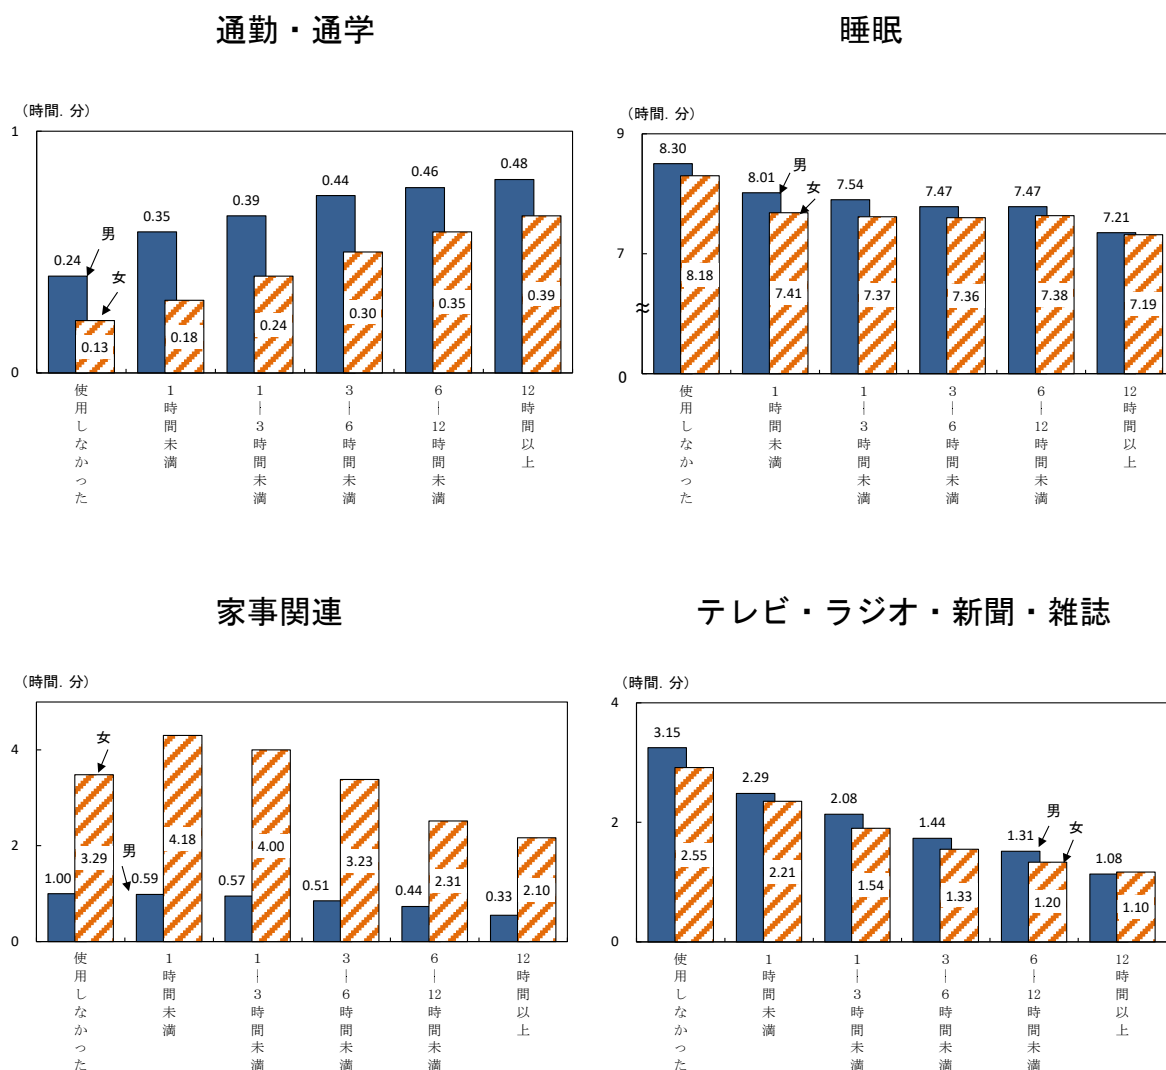 通勤・通学
(時間. 分)
1
0
0.24
0.35
0.39
0.44
0.46
0.48
男
女
0.13
0.18
0.24
0.30
0.35
0.39
使用しなかった
1時間未満
1―3時間未満
3―6時間未満
6―12時間未満
12時間以上
睡眠
(時間. 分)
9
7
≈
0
8.30
8.01
7.54
7.47
7.47
7.21
男
女
8.18
7.41
7.37
7.36
7.38
7.19
使用しなかった
1時間未満
1―3時間未満
3―6時間未満
6―12時間未満
12時間以上
家事関連
(時間. 分)
4
2
0
女
男
1.00
0.59
0.57
0.51
0.44
0.33
3.29
4.18
4.00
3.23
2.31
2.10
使用しなかった
1時間未満
1―3時間未満
3―6時間未満
6―12時間未満
12時間以上
テレビ・ラジオ・新聞・雑誌
(時間. 分)
4
2
0
3.15
2.29
2.08
1.44
1.31
1.08
男
女
2.55
2.21
1.54
1.33
1.20
1.10
使用しなかった
1時間未満
1―3時間未満
3―6時間未満
6―12時間未満
12時間以上